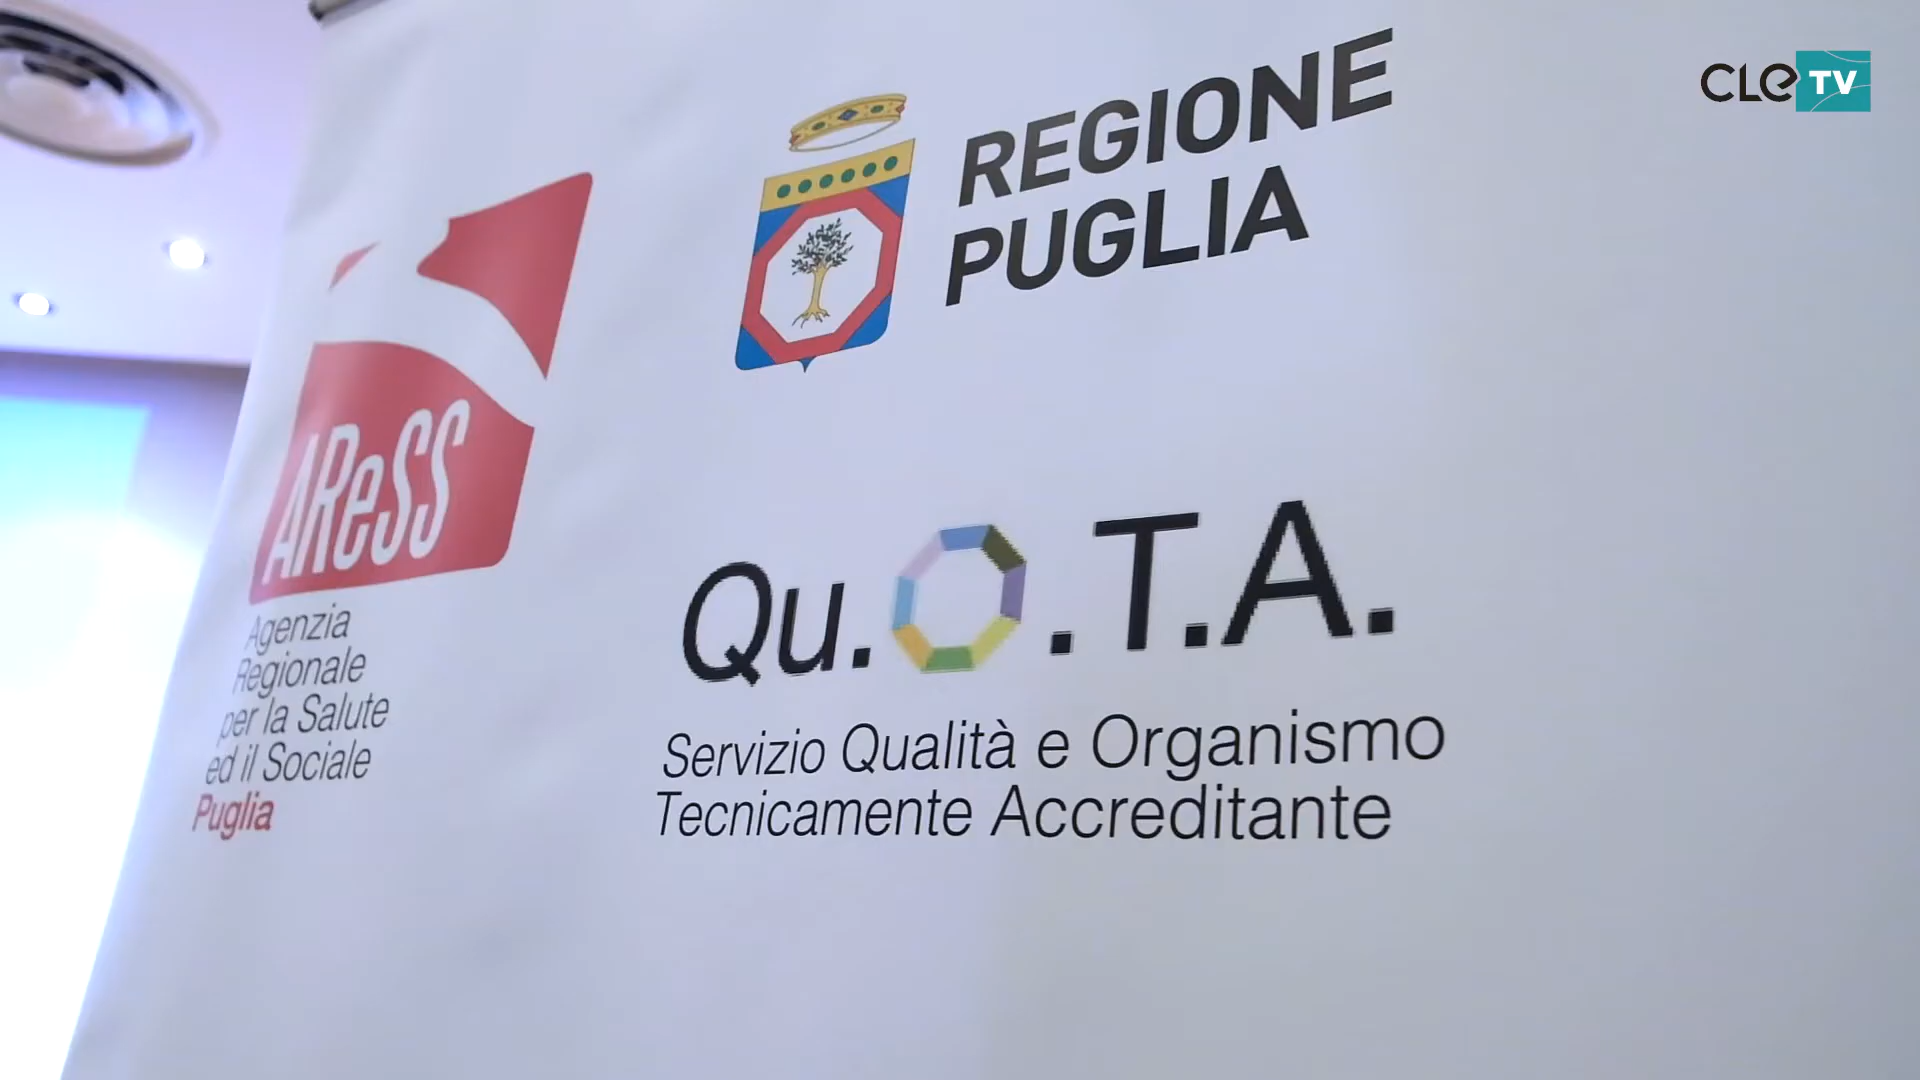 CLe TV
REGIONE
PUGLIA
AReSS
Agenzia
Regionale
per la Salute
ed il Sociale
Puglia
Qu.O.T.A.
Servizio Qualità e Organismo
Tecnicamente Accreditante